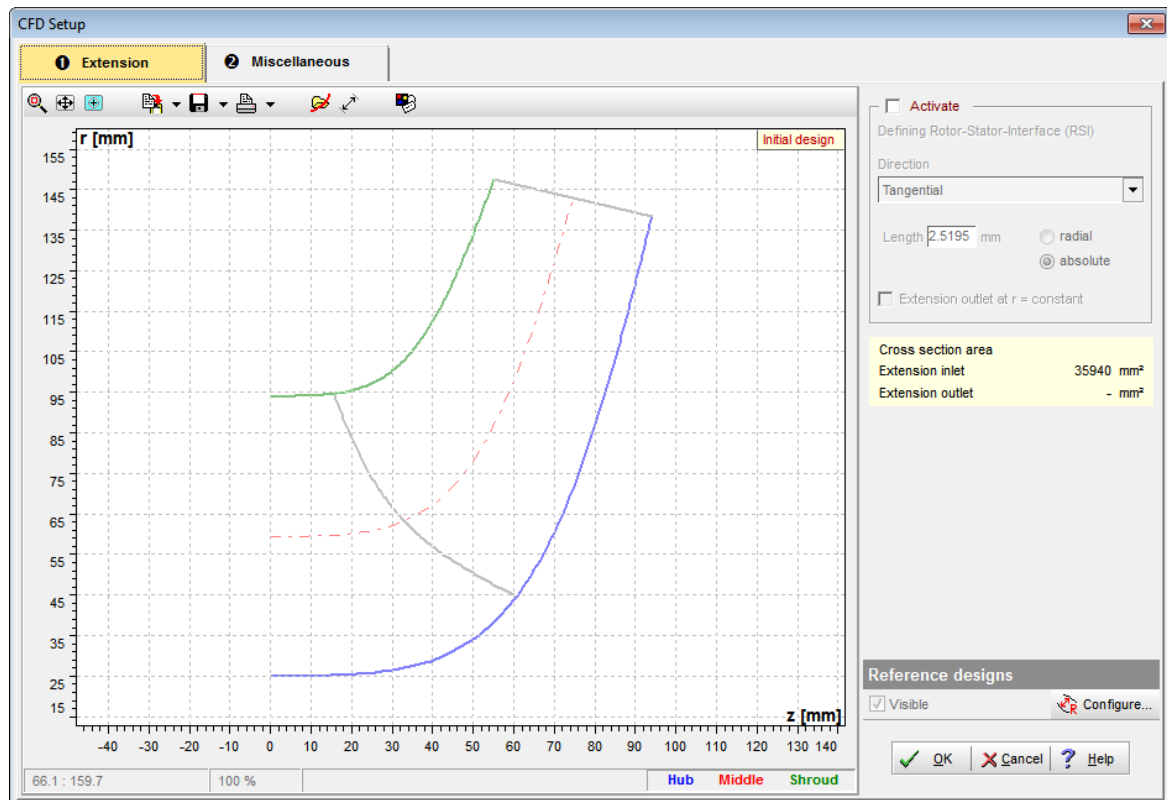 CFD Setup
❶ Extension
❷ Miscellaneous
r [mm]
Initial design
155
145
135
125
115
105
95
85
75
65
55
45
35
25
15
z [mm]
-40 -30 -20 -10 0 10 20 30 40 50 60 70 80 90 100 110 120 130 140
66.1 : 159.7
100 %
Hub Middle Shroud
Activate
Defining Rotor-Stator-Interface (RSI)
Direction
Tangential
Length 2.5195 mm
radial
absolute
Extension outlet at r = constant
Cross section area
Extension inlet 35940 mm²
Extension outlet - mm²
Reference designs
Visible
Configure...
OK
Cancel
Help